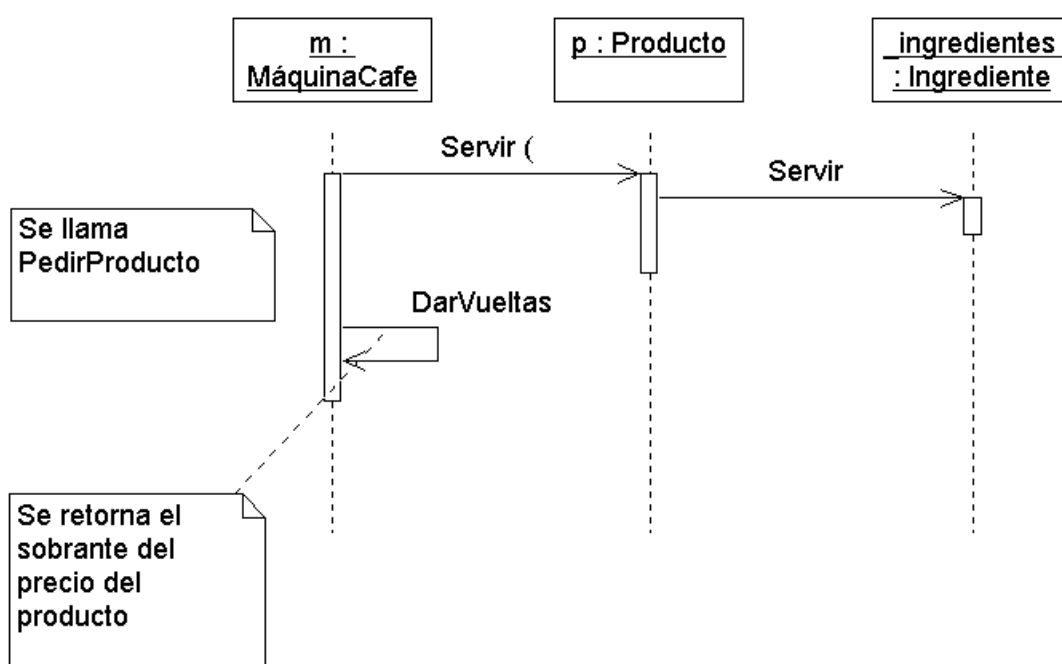 m :
MáquinaCafe
p : Producto
_ingredientes
: Ingrediente
Servir (
Servir
Se llama
PedirProducto
DarVueltas
Se retorna el
sobrante del
precio del
producto